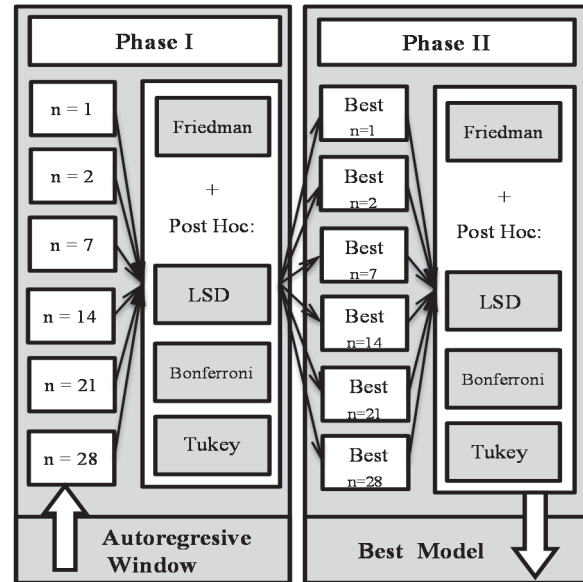 Phase I
n = 1
n = 2
n = 7
n = 14
n = 21
n = 28
Friedman
+
Post Hoc:
LSD
Bonferroni
Tukey
Autoregresive
Window
Phase II
Best
n=1
Best
n=2
Best
n=7
Best
n=14
Best
n=21
Best
n=28
Friedman
+
Post Hoc:
LSD
Bonferroni
Tukey
Best Model